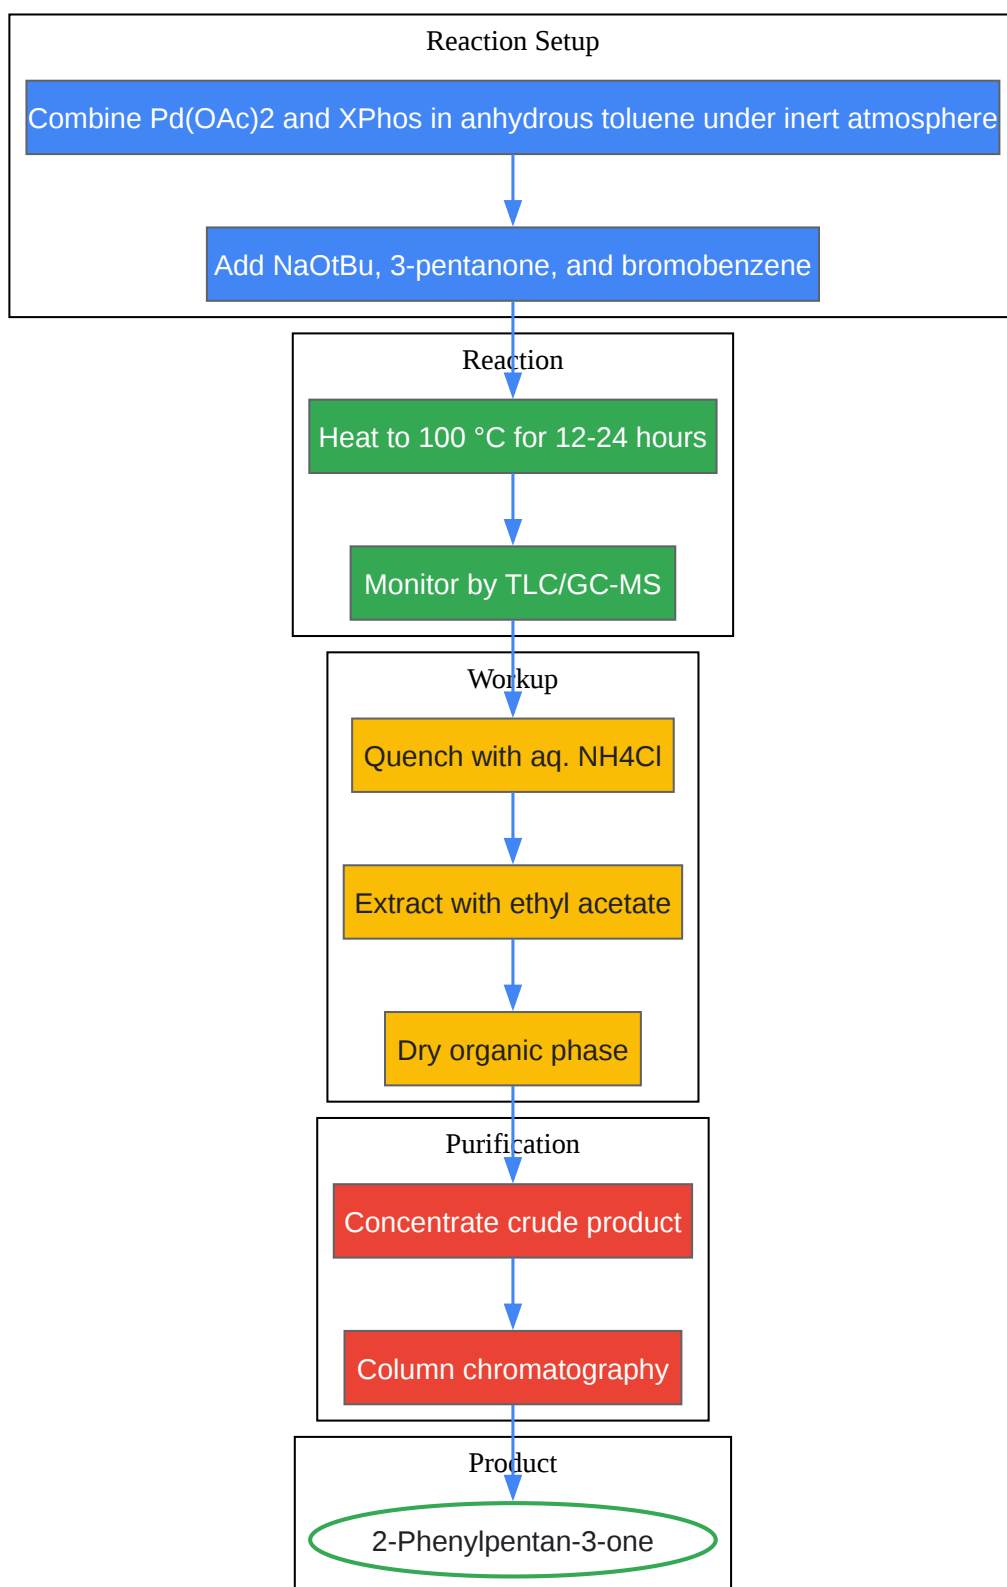 Reaction Setup
Combine Pd(OAc)2 and XPhos in anhydrous toluene under inert atmosphere
Add NaOtBu, 3-pentanone, and bromobenzene
Reaction
Heat to 100 °C for 12-24 hours
Monitor by TLC/GC-MS
Workup
Quench with aq. NH4Cl
Extract with ethyl acetate
Dry organic phase
Purification
Concentrate crude product
Column chromatography
Product
2-Phenylpentan-3-one